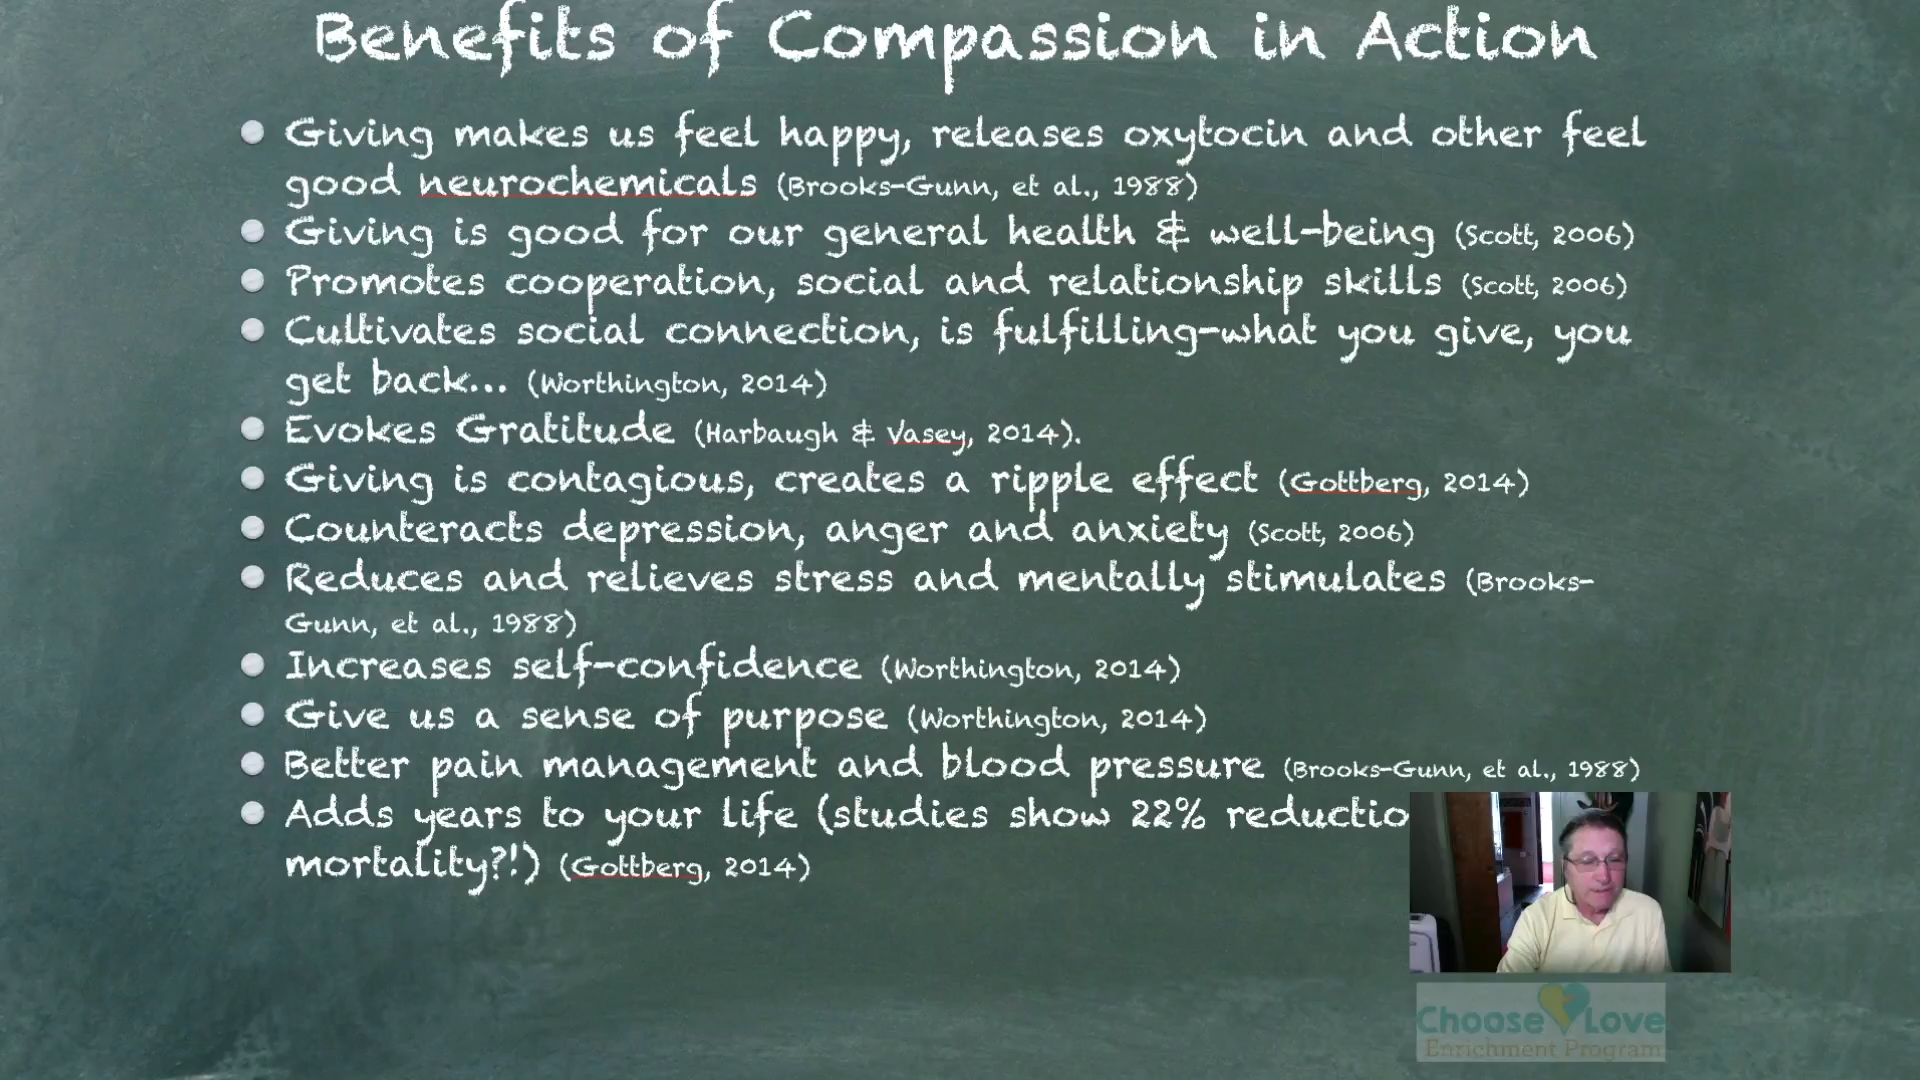 Benefits of Compassion in Action
Giving makes us feel happy, releases oxytocin and other feel
good neurochemicals (Brooks-Gunn, et al., 1988)
Giving is good for our general health & well-being (Scott, 2006)
Promotes cooperation, social and relationship skills (Scott, 2006)
Cultivates social connection, is fulfilling-what you give, you
get back... (Worthington, 2014)
Evokes Gratitude (Harbaugh & Vasey, 2014).
Giving is contagious, creates a ripple effect (Gottberg, 2014)
Counteracts depression, anger and anxiety (Scott, 2006)
Reduces and relieves stress and mentally stimulates (Brooks-
Gunn, et al., 1988)
Increases self-confidence (Worthington, 2014)
Give us a sense of purpose (Worthington, 2014)
Better pain management and blood pressure (Brooks-Gunn, et al., 1988)
Adds years to your life (studies show 22% reductio
mortality?!) (Gottberg, 2014)
Choose Love
Enrichment Program